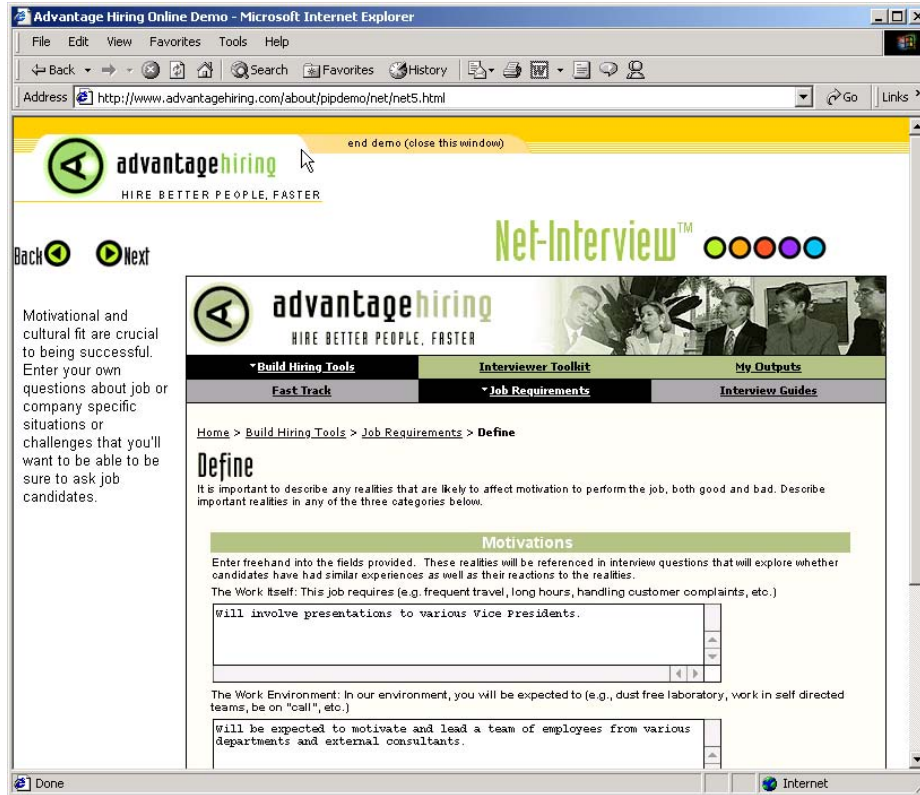 Advantage Hiring Online Demo - Microsoft Internet Explorer
File Edit View Favorites Tools Help
Back Search Favorites History
Address http://www.advantagehiring.com/about/pipdemo/net/net5.html Go Links
end demo (close this window)
advantagehiring
HIRE BETTER PEOPLE, FASTER
Net-Interview™
Back Next
Motivational and
cultural fit are crucial
to being successful.
Enter your own
questions about job or
company specific
situations or
challenges that you'll
want to be able to be
sure to ask job
candidates.
advantagehiring
HIRE BETTER PEOPLE, FASTER
Build Hiring Tools Interviewer Toolkit My Outputs
Fast Track Job Requirements Interview Guides
Home > Build Hiring Tools > Job Requirements > Define
Define
It is important to describe any realities that are likely to affect motivation to perform the job, both good and bad. Describe
important realities in any of the three categories below.
Motivations
Enter freehand into the fields provided. These realities will be referenced in interview questions that will explore whether
candidates have had similar experiences as well as their reactions to the realities.
The Work Itself: This job requires (e.g. frequent travel, long hours, handling customer complaints, etc.)
Will involve presentations to various Vice Presidents.
The Work Environment: In our environment, you will be expected to (e.g., dust free laboratory, work in self directed
teams, be on "call", etc.)
Will be expected to motivate and lead a team of employees from various
departments and external consultants.
Done Internet